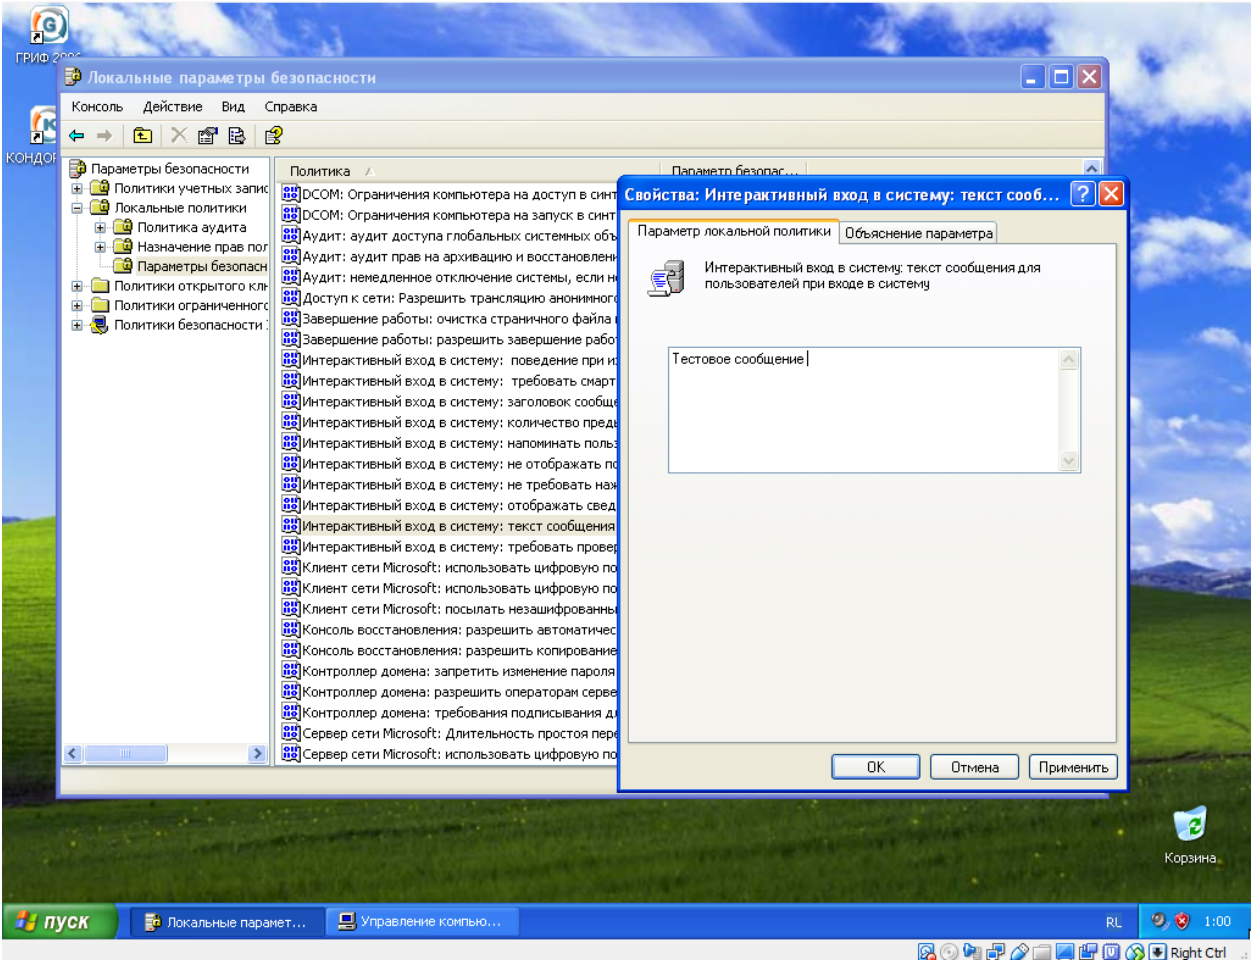 ГРИФ
КОНДОР
Локальные параметры безопасности
Консоль Действие Вид Справка
Параметры безопасности
Политики учетных запис
Локальные политики
Политика аудита
Назначение прав пол
Параметры безопасн
Политики открытого клн
Политики ограниченного
Политики безопасности
Политика
Параметр безопас...
DCOM: Ограничения компьютера на доступ в синт
DCOM: Ограничения компьютера на запуск в синт
Аудит: аудит доступа глобальных системных объ
Аудит: аудит прав на архивацию и восстановлени
Аудит: немедленное отключение системы, если н
Доступ к сети: Разрешить трансляцию анонимного
Завершение работы: очистка страничного файла
Завершение работы: разрешить завершение рабо
Интерактивный вход в систему: поведение при из
Интерактивный вход в систему: требовать смарт
Интерактивный вход в систему: заголовок сообще
Интерактивный вход в систему: количество преды
Интерактивный вход в систему: напоминать польз
Интерактивный вход в систему: не отображать по
Интерактивный вход в систему: не требовать наж
Интерактивный вход в систему: отображать свед
Интерактивный вход в систему: текст сообщения
Интерактивный вход в систему: требовать провер
Клиент сети Microsoft: использовать цифровую по
Клиент сети Microsoft: использовать цифровую по
Клиент сети Microsoft: посылать незашифрованны
Консоль восстановления: разрешить автоматичес
Консоль восстановления: разрешить копирование
Контроллер домена: запретить изменение пароля
Контроллер домена: разрешить операторам серве
Контроллер домена: требования подписывания дл
Сервер сети Microsoft: Длительность простоя пере
Сервер сети Microsoft: использовать цифровую по
Свойства: Интерактивный вход в систему: текст сооб...
Параметр локальной политики Объяснение параметра
Интерактивный вход в систему: текст сообщения для
пользователей при входе в систему
Тестовое сообщение
OK Отмена Применить
Корзина
пуск Локальные парамет... Управление компью... RL 1:00
Right Ctrl